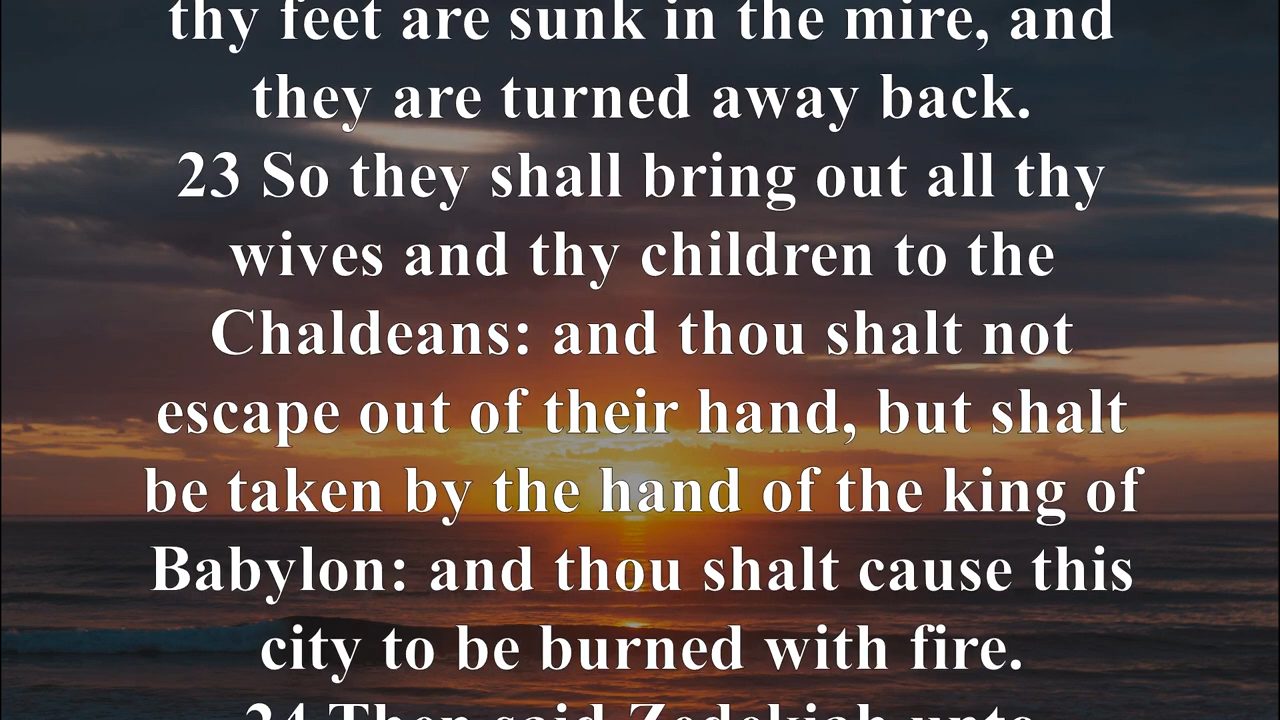 thy feet are sunk in the mire, and
they are turned away back.
23 So they shall bring out all thy
wives and thy children to the
Chaldeans: and thou shalt not
escape out of their hand, but shalt
be taken by the hand of the king of
Babylon: and thou shalt cause this
city to be burned with fire.
24 Then said Zedekiah unto